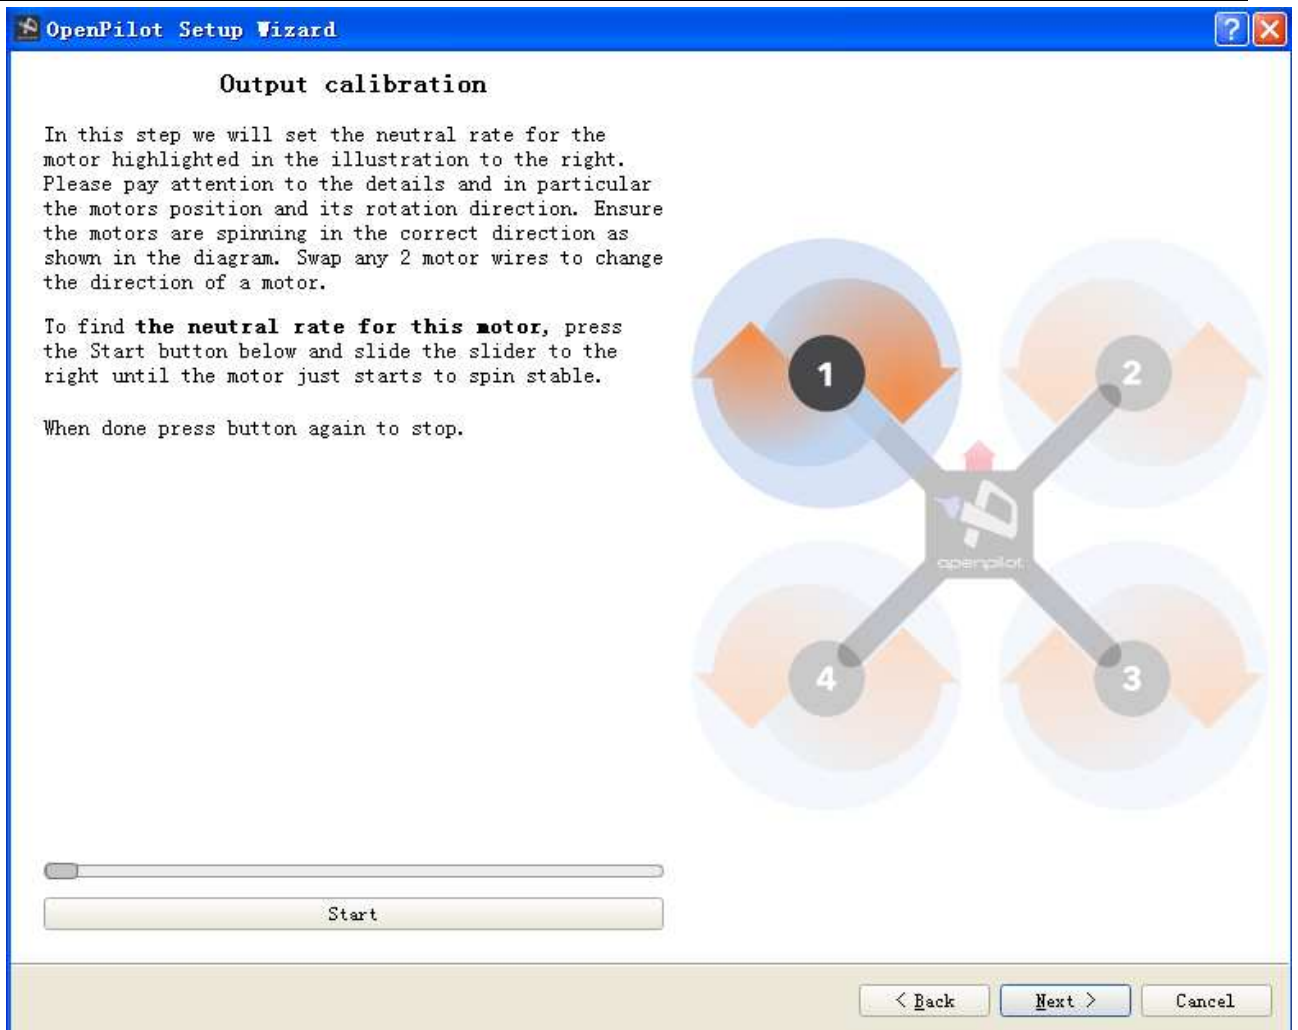 OpenPilot Setup Wizard
Output calibration
In this step we will set the neutral rate for the
motor highlighted in the illustration to the right.
Please pay attention to the details and in particular
the motors position and its rotation direction. Ensure
the motors are spinning in the correct direction as
shown in the diagram. Swap any 2 motor wires to change
the direction of a motor.
To find the neutral rate for this motor, press
the Start button below and slide the slider to the
right until the motor just starts to spin stable.
When done press button again to stop.
1
2
openpilot
4
3
Start
< Back
Next >
Cancel